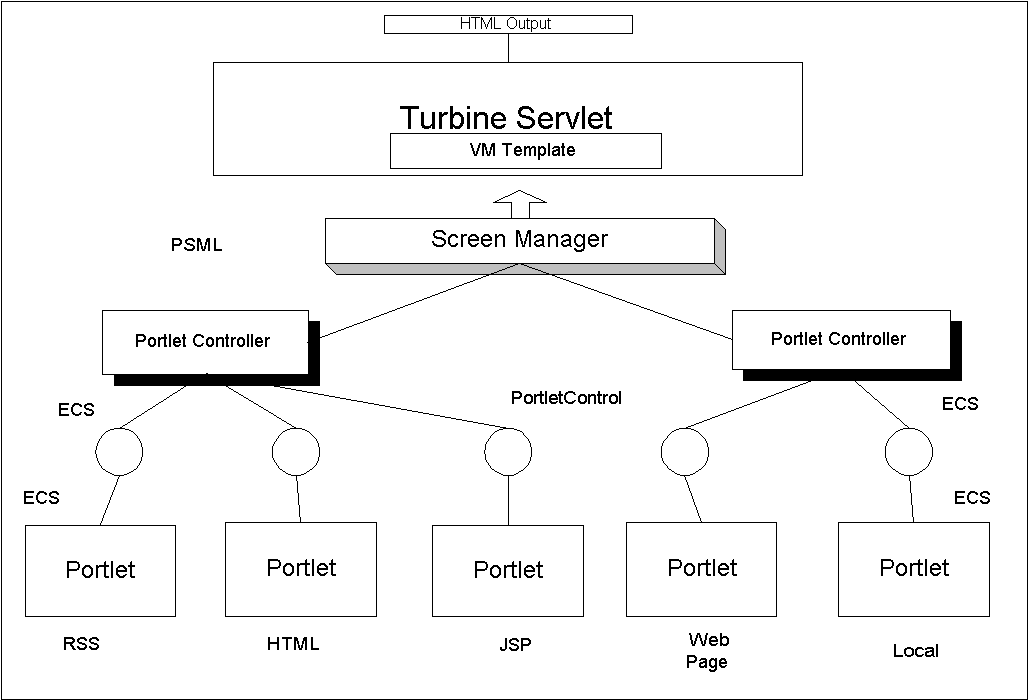 HTML Output
Turbine Servlet
VM Template
PSML
Screen Manager
Portlet Controller
Portlet Controller
ECS
PortletControl
ECS
ECS
ECS
Portlet
Portlet
Portlet
Portlet
Portlet
RSS
HTML
JSP
Web
Page
Local